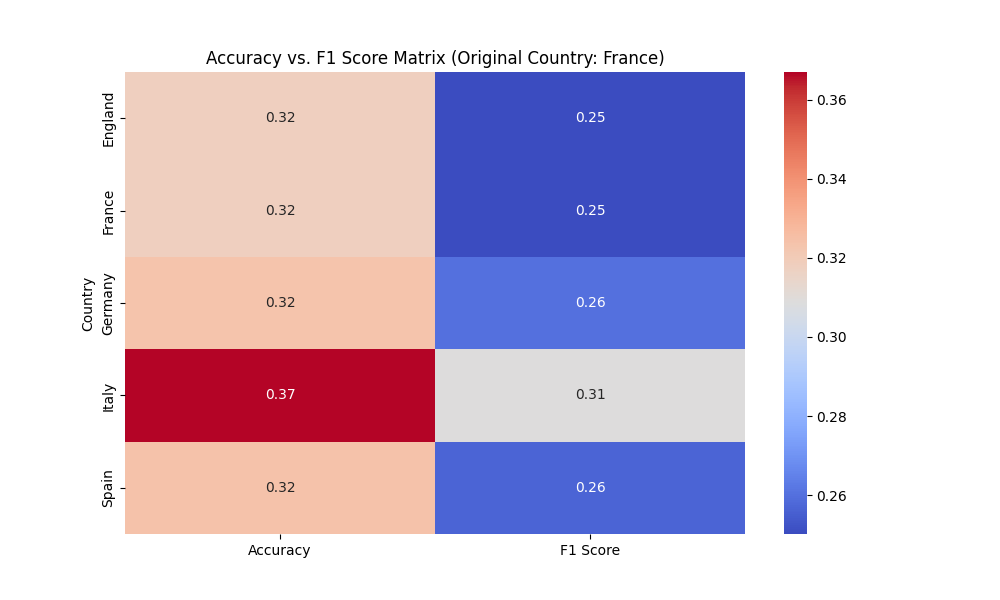 Accuracy vs. F1 Score Matrix (Original Country: France)
Country
England
0.32
0.25
France
0.32
0.25
Germany
0.32
0.26
Italy
0.37
0.31
Spain
0.32
0.26
Accuracy
F1 Score
0.36
0.34
0.32
0.30
0.28
0.26